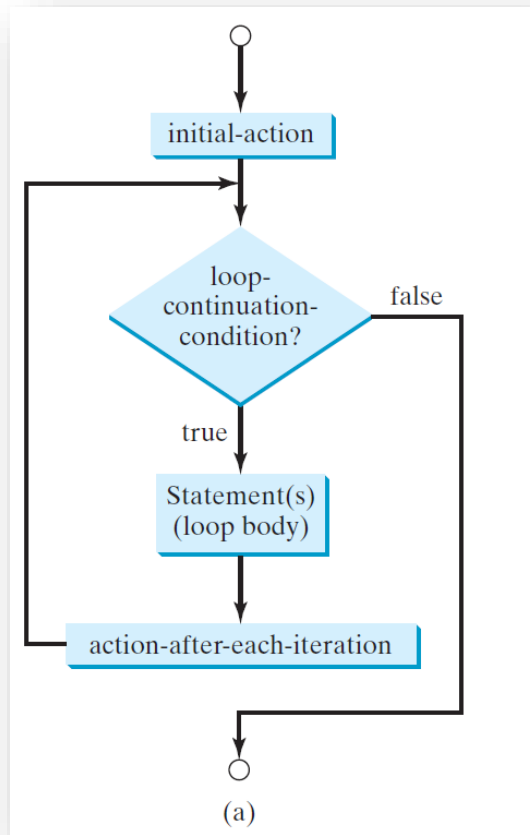 initial-action
loop-
continuation-
condition?
false
true
Statement(s)
(loop body)
action-after-each-iteration
(a)